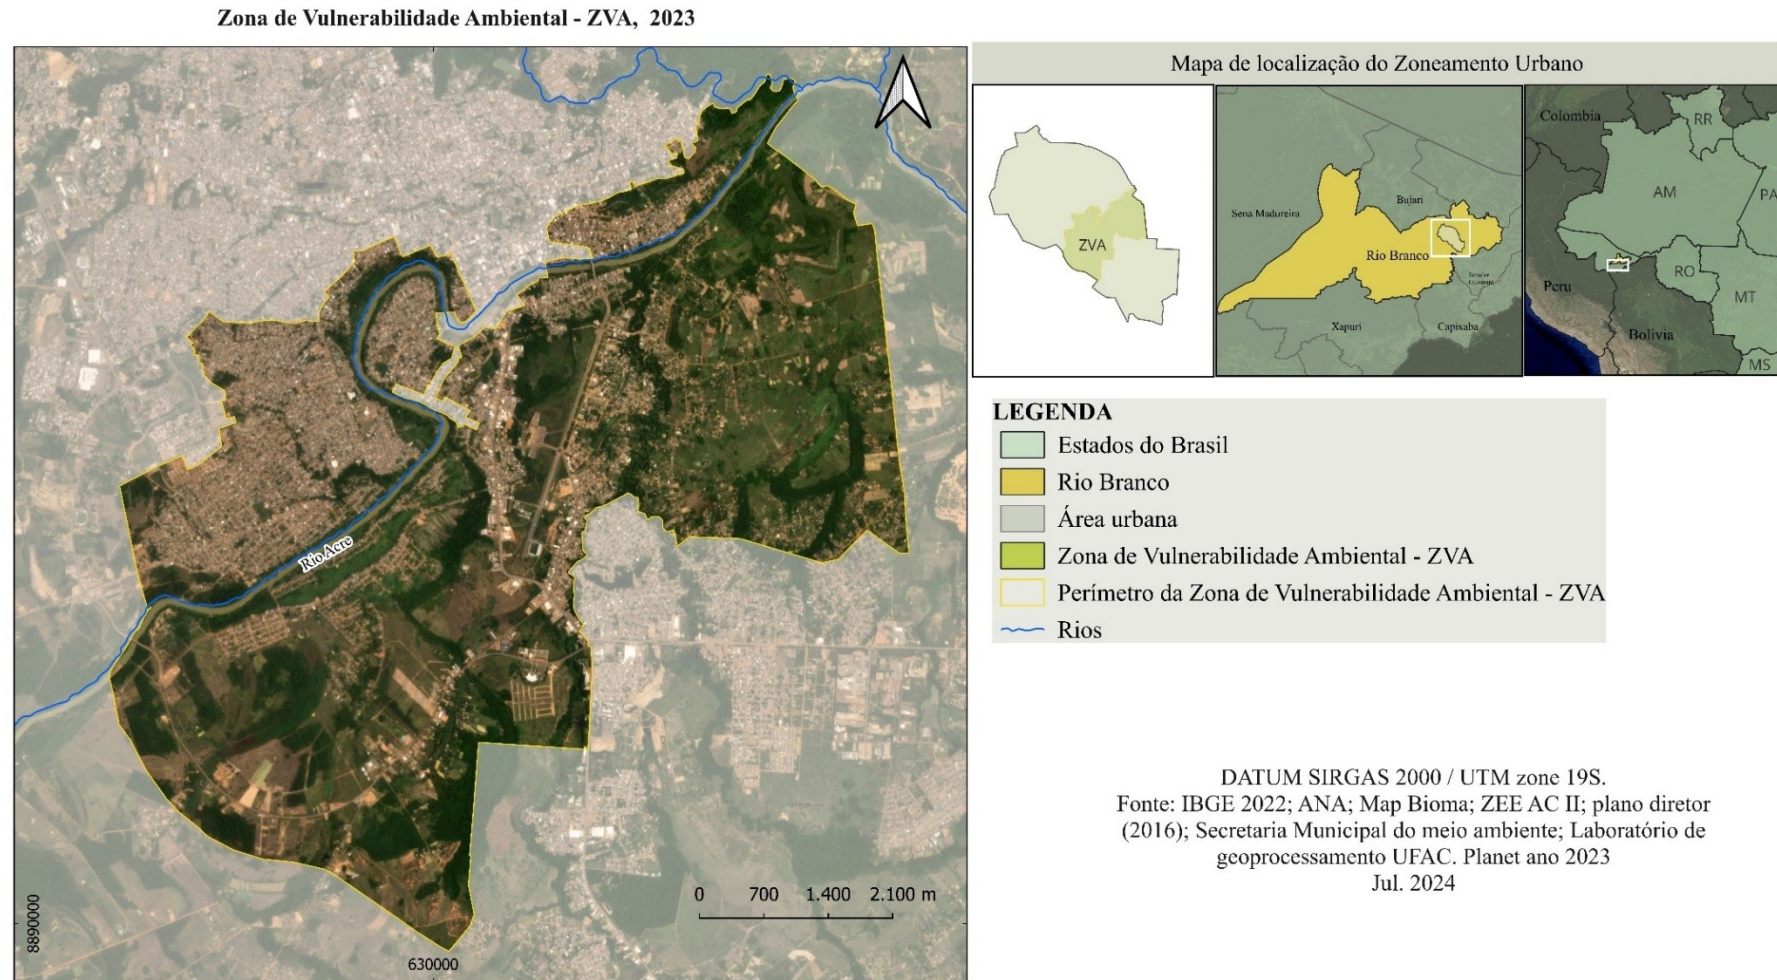 Zona de Vulnerabilidade Ambiental - ZVA, 2023
Rio Acre
8890000
630000
0 700 1.400 2.100 m
Mapa de localização do Zoneamento Urbano
ZVA
Sena Madureira
Bujari
Rio Branco
Xapuri
Capixaba
Colombia
RR
AM
PA
RO
MT
Peru
Bolivia
MS
LEGENDA
Estados do Brasil
Rio Branco
Área urbana
Zona de Vulnerabilidade Ambiental - ZVA
Perímetro da Zona de Vulnerabilidade Ambiental - ZVA
Rios
DATUM SIRGAS 2000 / UTM zone 19S.
Fonte: IBGE 2022; ANA; Map Bioma; ZEE AC II; plano diretor
(2016); Secretaria Municipal do meio ambiente; Laboratório de
geoprocessamento UFAC. Planet ano 2023
Jul. 2024